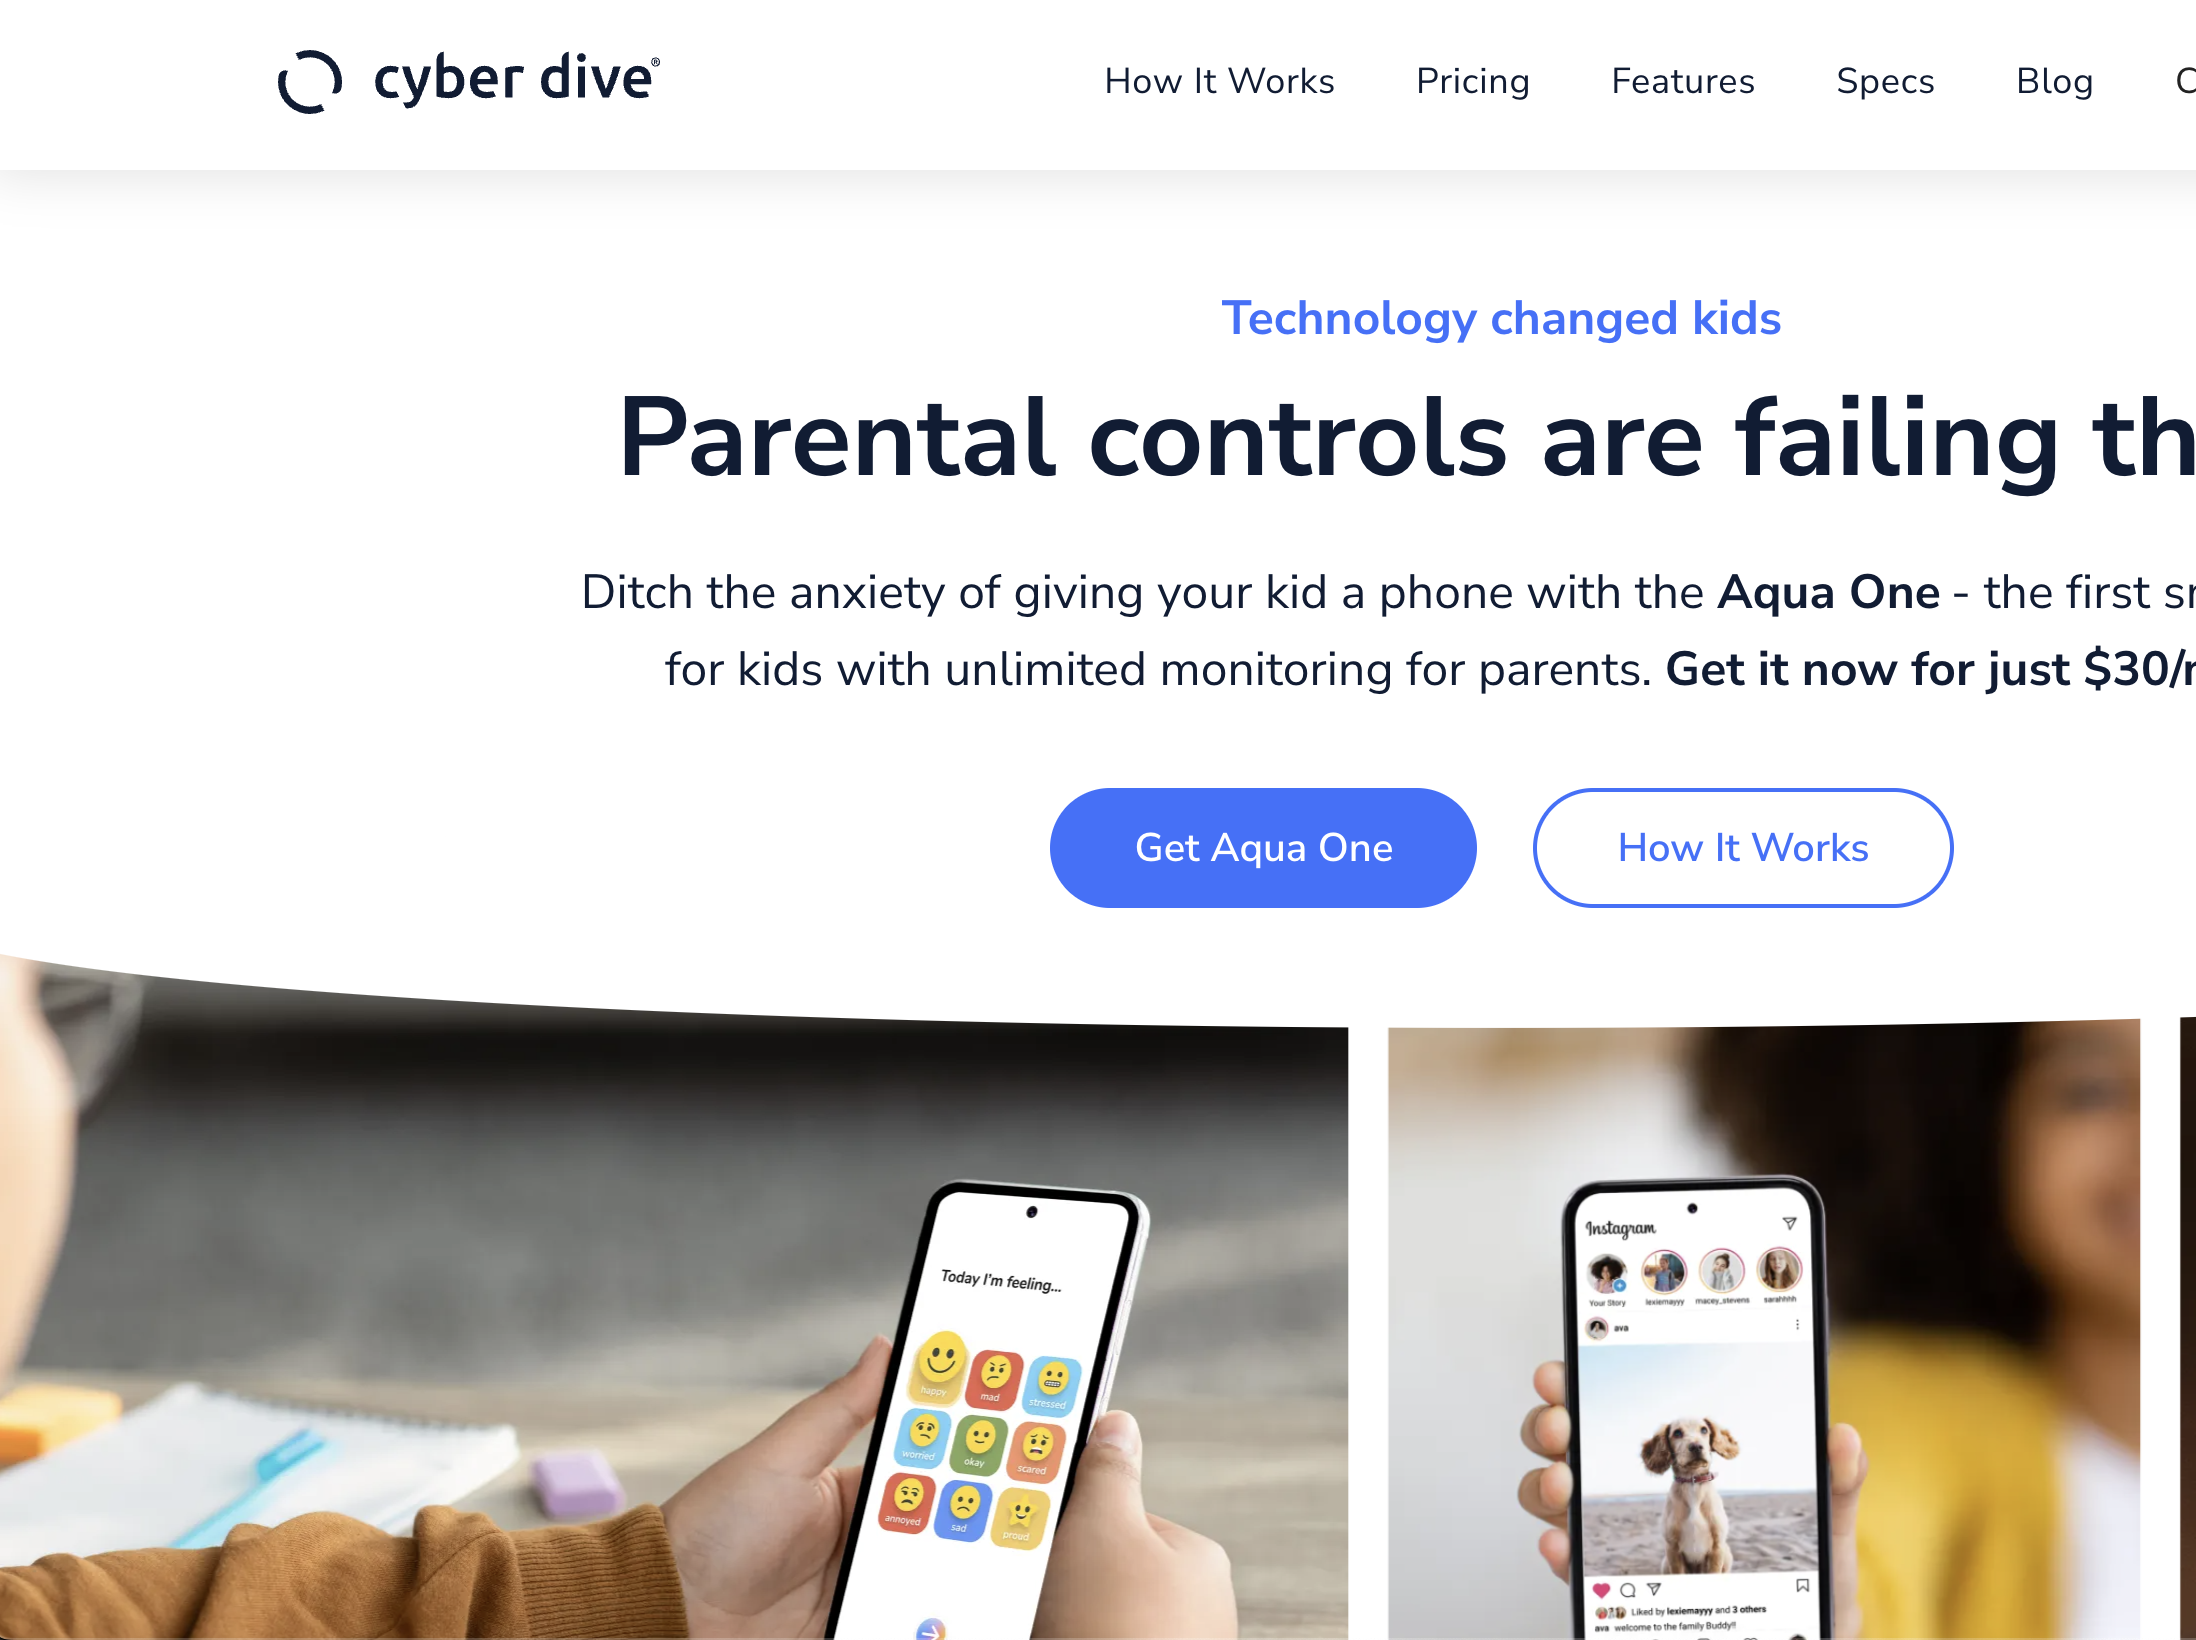 cyber dive®
How It Works Pricing Features Specs Blog
Technology changed kids
Parental controls are failing
Ditch the anxiety of giving your kid a phone with the Aqua One - the first
for kids with unlimited monitoring for parents. Get it now for just $30/
Get Aqua One How It Works
Today I'm feeling...
happy mad stressed
worried okay scared
annoyed sad proud
Instagram
Your Story lexiemayyy macey_stevens sarahhhh
ava
Liked by lexiemayyy and 3 others
ava welcome to the family Buddy!!